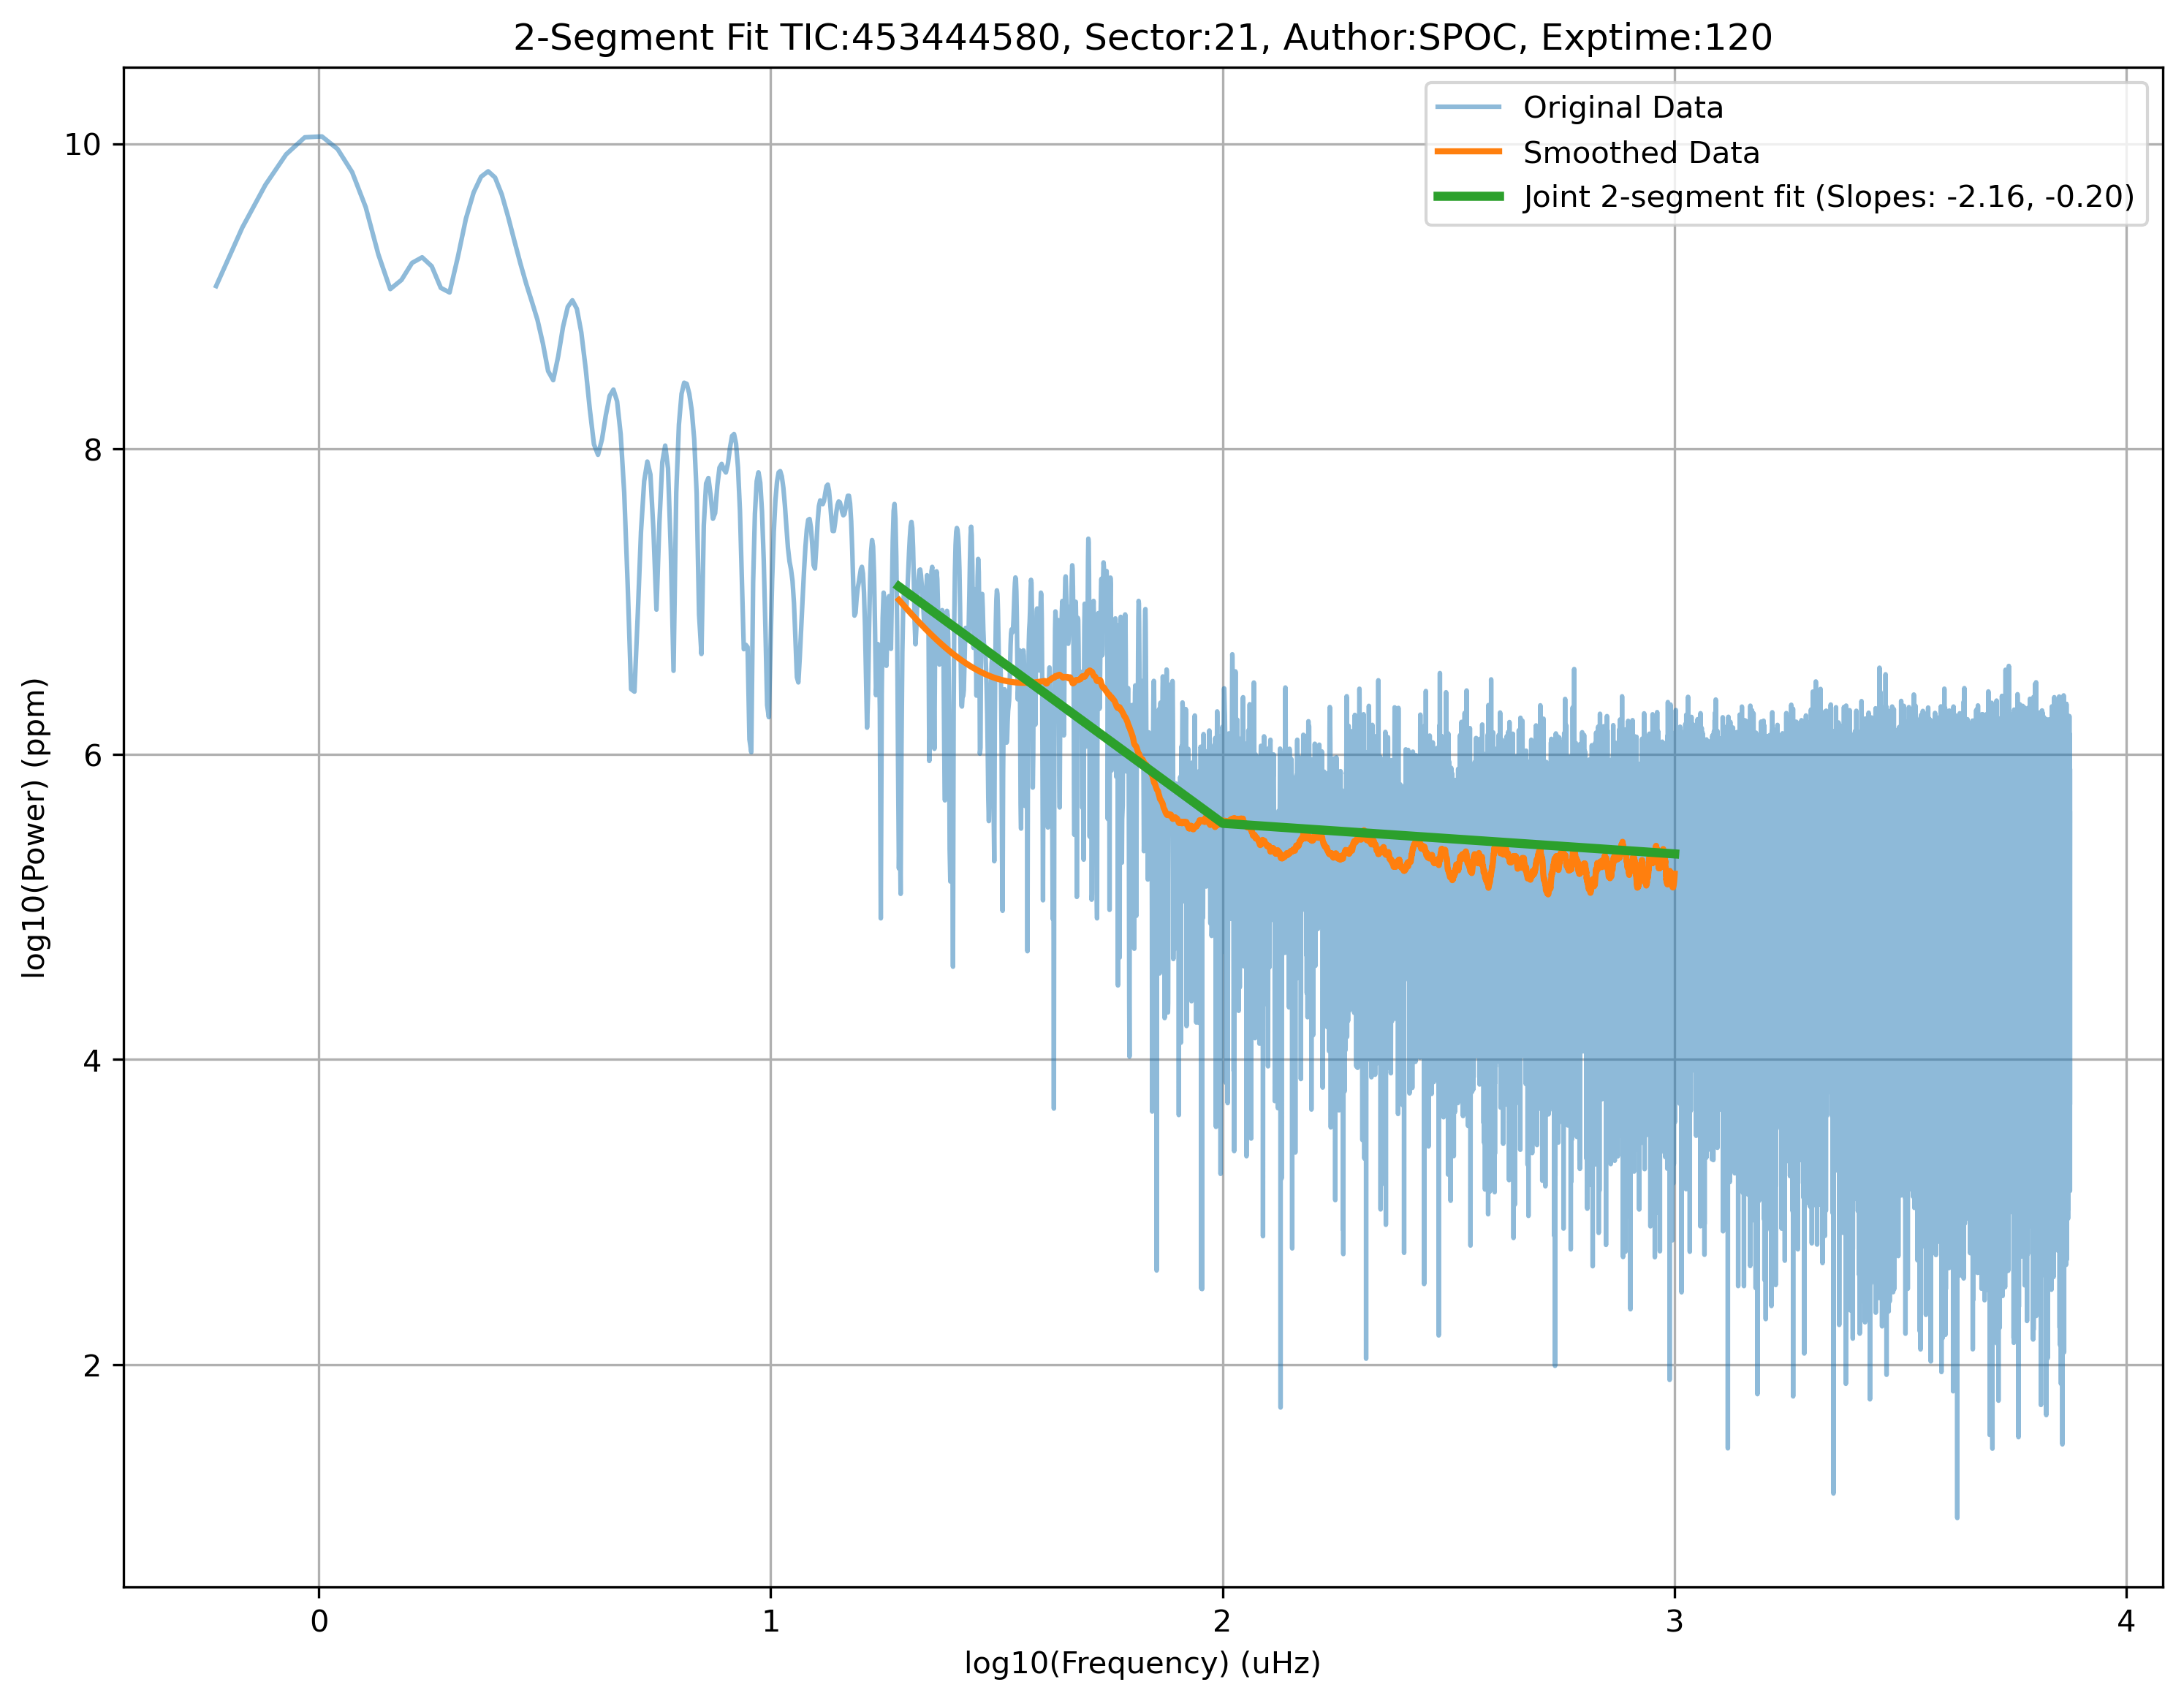 2-Segment Fit TIC:453444580, Sector:21, Author:SPOC, Exptime:120
Original Data
Smoothed Data
Joint 2-segment fit (Slopes: -2.16, -0.20)
log10(Power) (ppm)
10
8
6
4
2
0 1 2 3 4
log10(Frequency) (uHz)